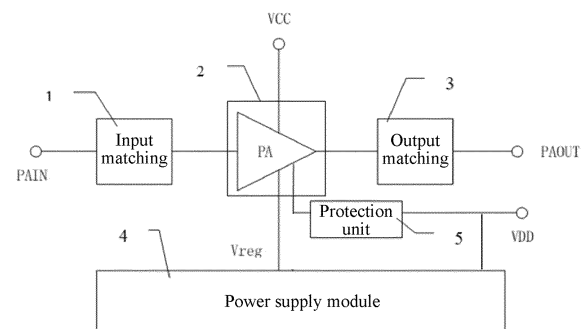 VCC
1
2
3
Input
matching
PA
Output
matching
PAIN
PAOUT
Protection
unit
4
Vreg
5
VDD
Power supply module